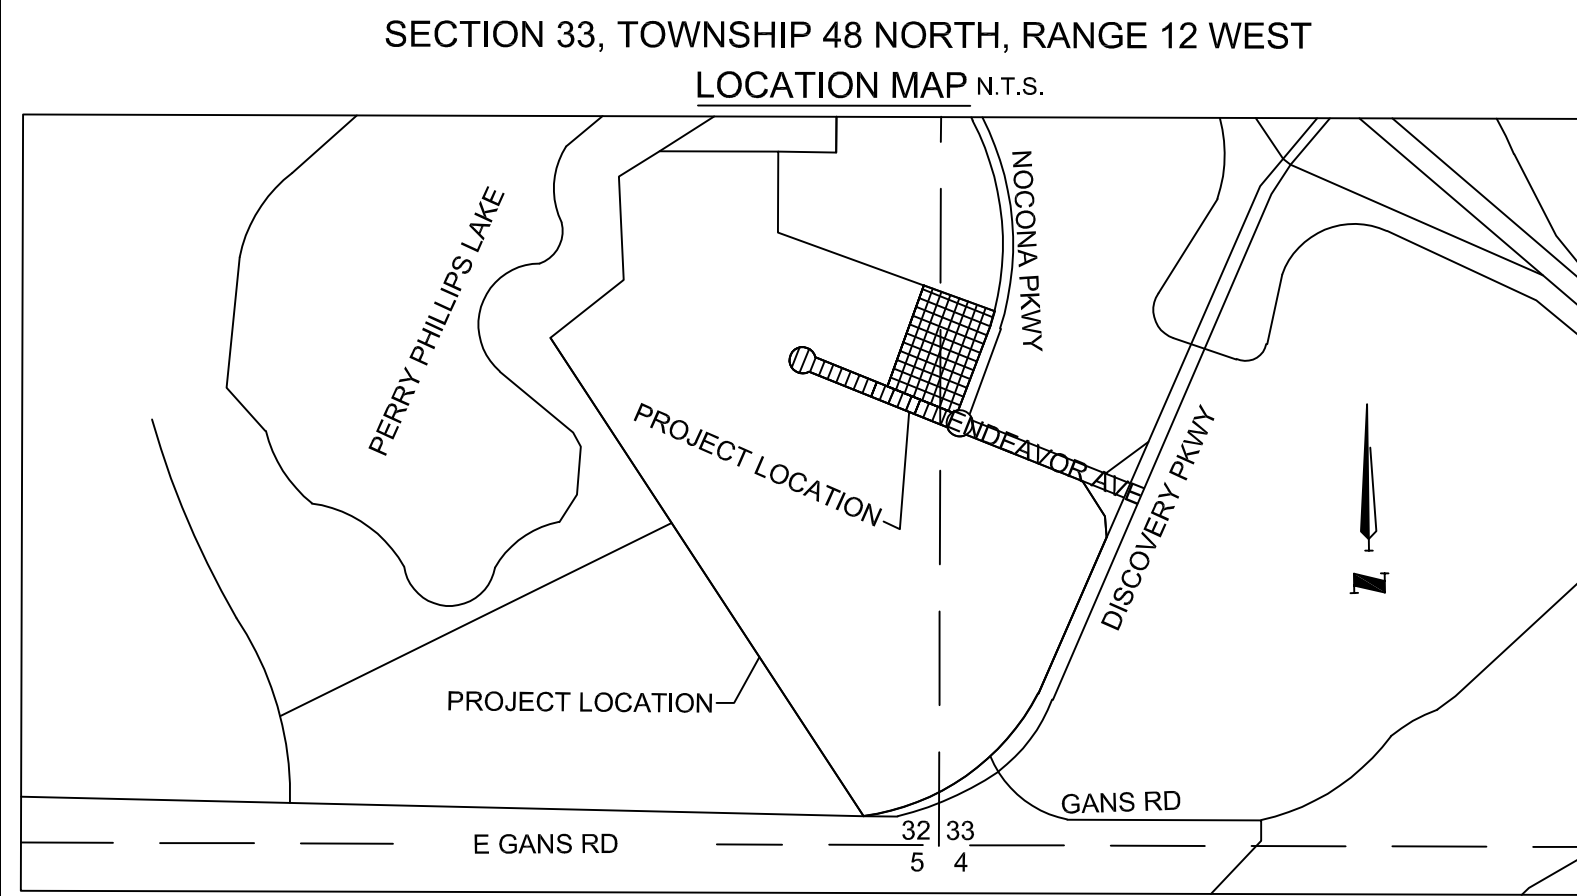 SECTION 33, TOWNSHIP 48 NORTH, RANGE 12 WEST
LOCATION MAP N.T.S.
NOCONA PKWY
PERRY PHILLIPS LAKE
PROJECT LOCATION
ENDEAVOR AVE
DISCOVERY PKWY
N
PROJECT LOCATION
GANS RD
E GANS RD
32 33
5 4